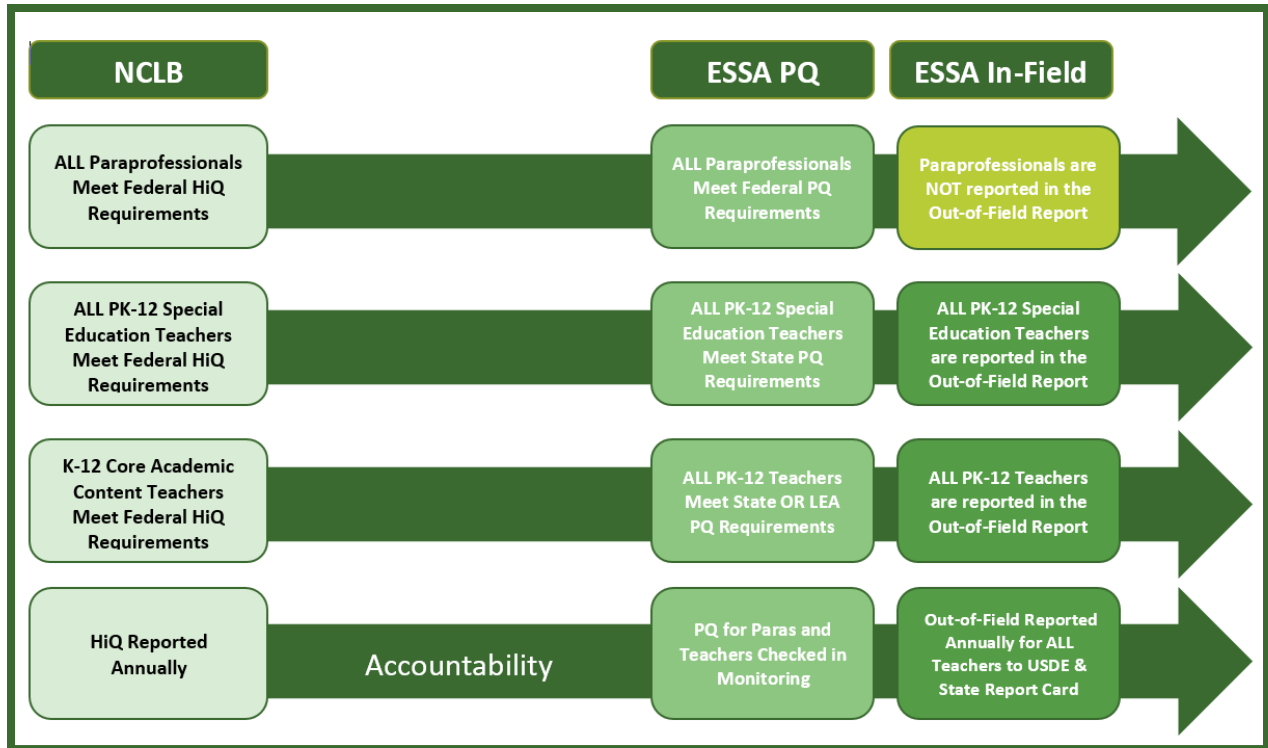 NCLB
ESSA PQ
ESSA In-Field
ALL Paraprofessionals
Meet Federal HiQ
Requirements
ALL Paraprofessionals
Meet Federal PQ
Requirements
Paraprofessionals are
NOT reported in the
Out-of-Field Report
ALL PK-12 Special
Education Teachers
Meet Federal HiQ
Requirements
ALL PK-12 Special
Education Teachers
Meet State PQ
Requirements
ALL PK-12 Special
Education Teachers
are reported in the
Out-of-Field Report
K-12 Core Academic
Content Teachers
Meet Federal HiQ
Requirements
ALL PK-12 Teachers
Meet State OR LEA
PQ Requirements
ALL PK-12 Teachers
are reported in the
Out-of-Field Report
HiQ Reported
Annually
Accountability
PQ for Paras and
Teachers Checked in
Monitoring
Out-of-Field Reported
Annually for ALL
Teachers to USDE &
State Report Card